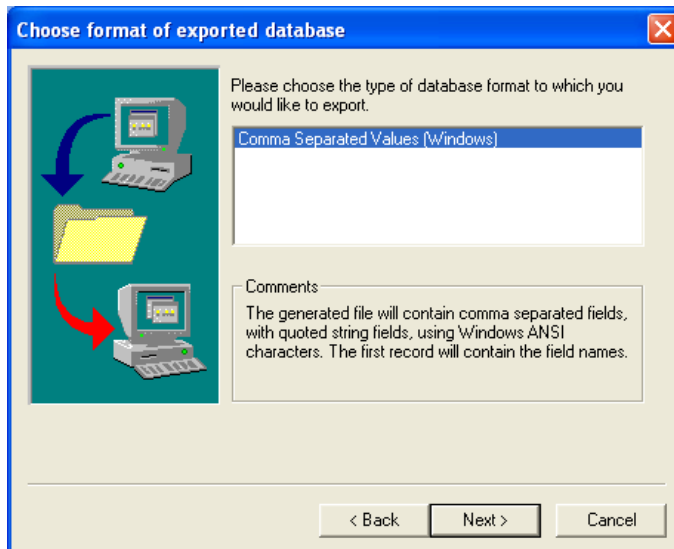 Choose format of exported database
Please choose the type of database format to which you
would like to export.
Comma Separated Values (Windows)
Comments
The generated file will contain comma separated fields,
with quoted string fields, using Windows ANSI
characters. The first record will contain the field names.
< Back
Next >
Cancel